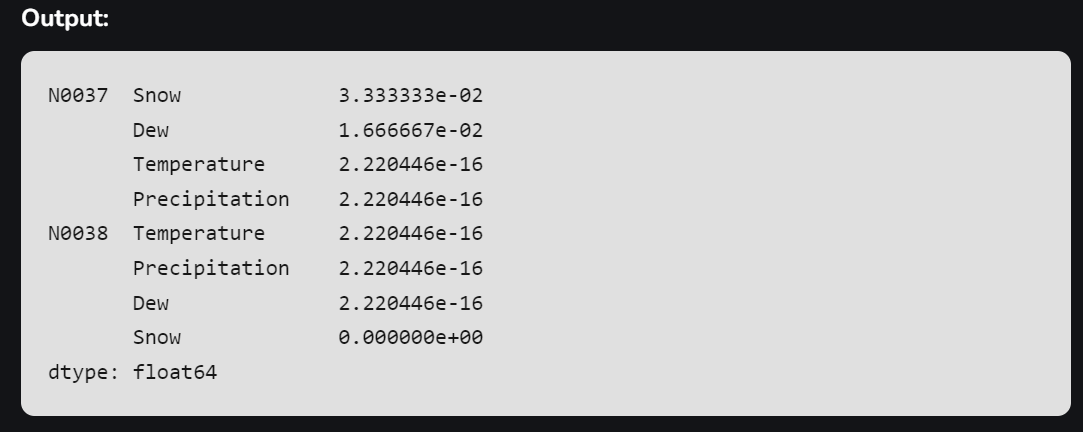 Output:
N0037  Snow             3.333333e-02
       Dew              1.666667e-02
       Temperature      2.220446e-16
       Precipitation    2.220446e-16
N0038  Temperature      2.220446e-16
       Precipitation    2.220446e-16
       Dew              2.220446e-16
       Snow             0.000000e+00
dtype: float64